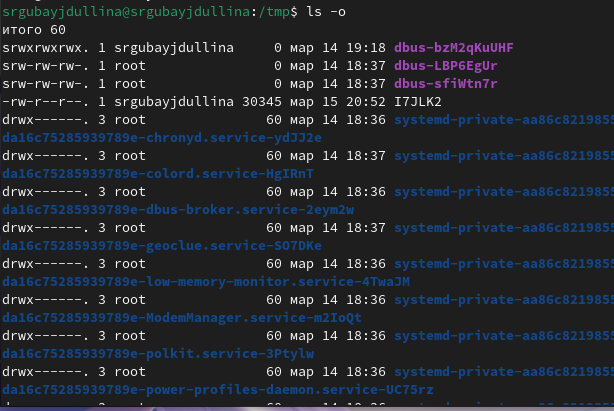 srgubayjdullina@srgubayjdullina:/tmp$ ls -o
итого 60
srwxrwxrwx. 1 srgubayjdullina     0 мар 14 19:18 dbus-bzM2qKuUHF
srw-rw-rw-. 1 root                0 мар 14 18:37 dbus-LBP6EgUr
srw-rw-rw-. 1 root                0 мар 14 18:37 dbus-sfiWtn7r
-rw-r--r--. 1 srgubayjdullina 30345 мар 15 20:52 I7JLK2
drwx------. 3 root               60 мар 14 18:36 systemd-private-aa86c8219855
da16c75285939789e-chronyd.service-ydJJ2e
drwx------. 3 root               60 мар 14 18:37 systemd-private-aa86c8219855
da16c75285939789e-colord.service-HgIRnT
drwx------. 3 root               60 мар 14 18:36 systemd-private-aa86c8219855
da16c75285939789e-dbus-broker.service-2eym2w
drwx------. 3 root               60 мар 14 18:37 systemd-private-aa86c8219855
da16c75285939789e-geoclue.service-SO7DKe
drwx------. 3 root               60 мар 14 18:36 systemd-private-aa86c8219855
da16c75285939789e-low-memory-monitor.service-4TwaJM
drwx------. 3 root               60 мар 14 18:36 systemd-private-aa86c8219855
da16c75285939789e-ModemManager.service-m2IoQt
drwx------. 3 root               60 мар 14 18:36 systemd-private-aa86c8219855
da16c75285939789e-polkit.service-3Ptylw
drwx------. 3 root               60 мар 14 18:36 systemd-private-aa86c8219855
da16c75285939789e-power-profiles-daemon.service-UC75rz